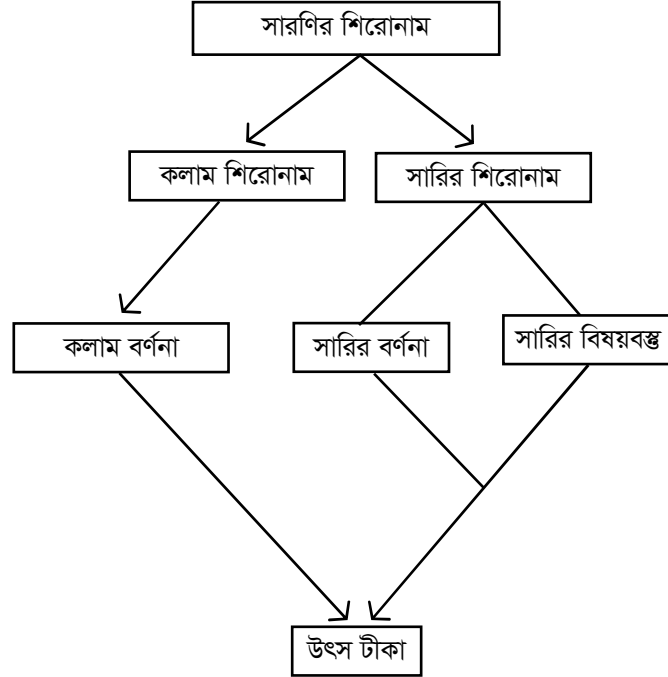 সারণির শিরোনাম
কলাম শিরোনাম
সারির শিরোনাম
কলাম বর্ণনা
সারির বর্ণনা
সারির বিষয়বস্তু
উৎস টীকা